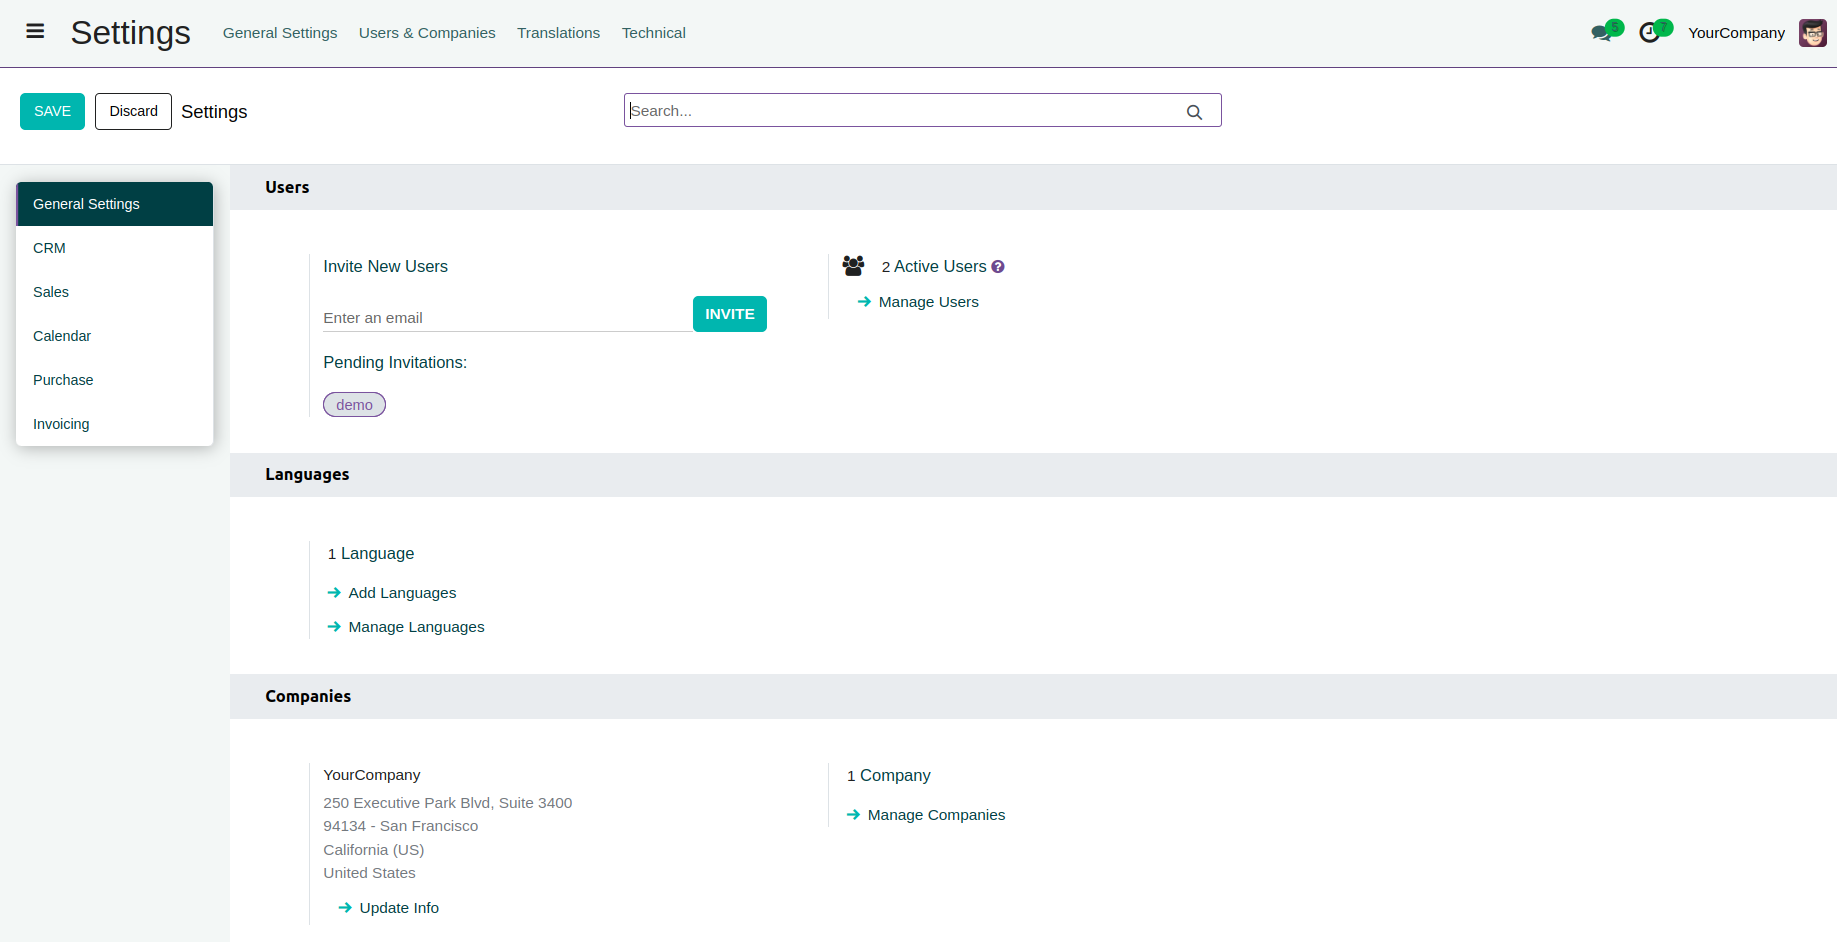 Settings General Settings Users & Companies Translations Technical 5 7 YourCompany
SAVE Discard Settings Search...
General Settings
CRM
Sales
Calendar
Purchase
Invoicing
Users
Invite New Users
Enter an email INVITE
Pending Invitations:
demo
2 Active Users ?
Manage Users
Languages
1 Language
Add Languages
Manage Languages
Companies
YourCompany
250 Executive Park Blvd, Suite 3400
94134 - San Francisco
California (US)
United States
Update Info
1 Company
Manage Companies